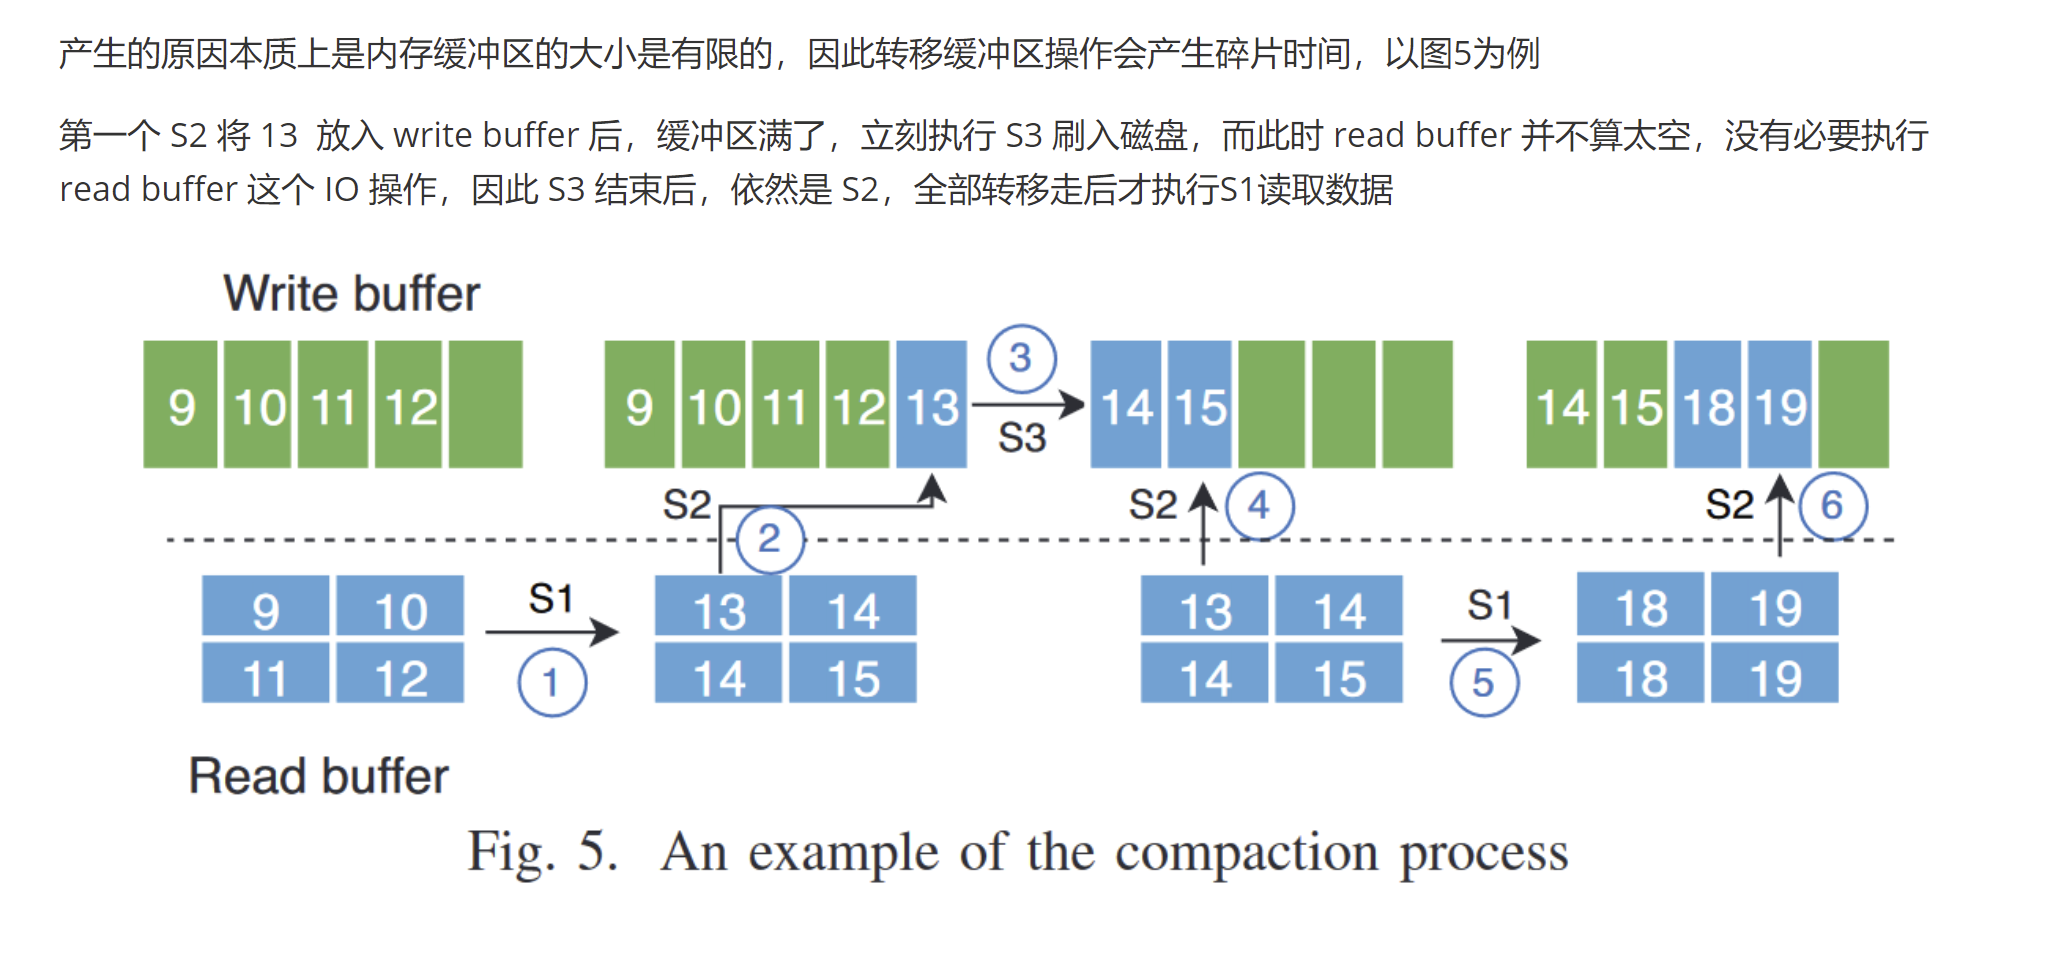 产生的原因本质上是内存缓冲区的大小是有限的，因此转移缓冲区操作会产生碎片时间，以图5为例
第一个 S2 将 13 放入 write buffer 后，缓冲区满了，立刻执行 S3 刷入磁盘，而此时 read buffer 并不算太空，没有必要执行
read buffer 这个 IO 操作，因此 S3 结束后，依然是 S2，全部转移走后才执行S1读取数据
Write buffer
9 10 11 12
9 10 11 12 13
3
S3
14 15
14 15 18 19
S2
2
S2
4
S2
6
9 10
11 12
S1
1
13 14
14 15
13 14
14 15
S1
5
18 19
18 19
Read buffer
Fig. 5. An example of the compaction process